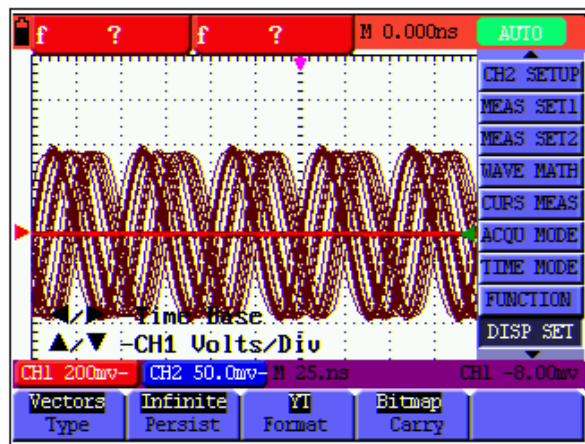 f ? f ? M 0.000ns AUTO
CH2 SETUP
MEAS SET1
MEAS SET2
WAVE MATH
CURS MEAS
ACQU MODE
TIME MODE
FUNCTION
DISP SET
◄/► -Time Base
▲/▼ -CH1 Volts/Div
CH1 200mv- CH2 50.0mv- M 25.ns CH1 -8.00mv
Vectors Infinite YT Bitmap
Type Persist Format Carry